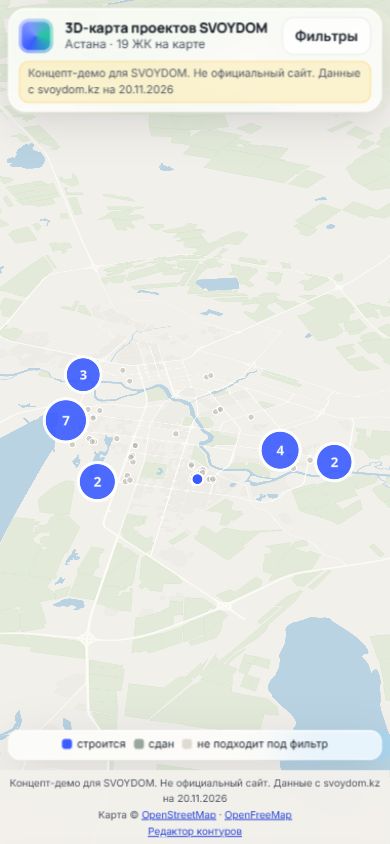 3D-карта проектов SVOYDOM
Астана · 19 ЖК на карте
Фильтры
Концепт-демо для SVOYDOM. Не официальный сайт. Данные
с svoydom.kz на 20.11.2026
3
7
4
2
2
строится
сдан
не подходит под фильтр
Концепт-демо для SVOYDOM. Не официальный сайт. Данные с svoydom.kz
на 20.11.2026
Карта © OpenStreetMap · OpenFreeMap
Редактор контуров